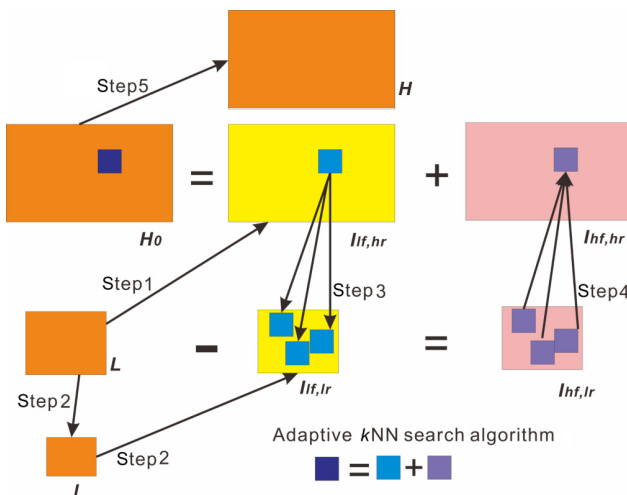 Step5
H
=
+
H0
Ilf,hr
Ihf,hr
Step1
Step3
Step4
L
-
=
Step2
Ilf,lr
Ihf,lr
Step2
Adaptive kNN search algorithm
= +